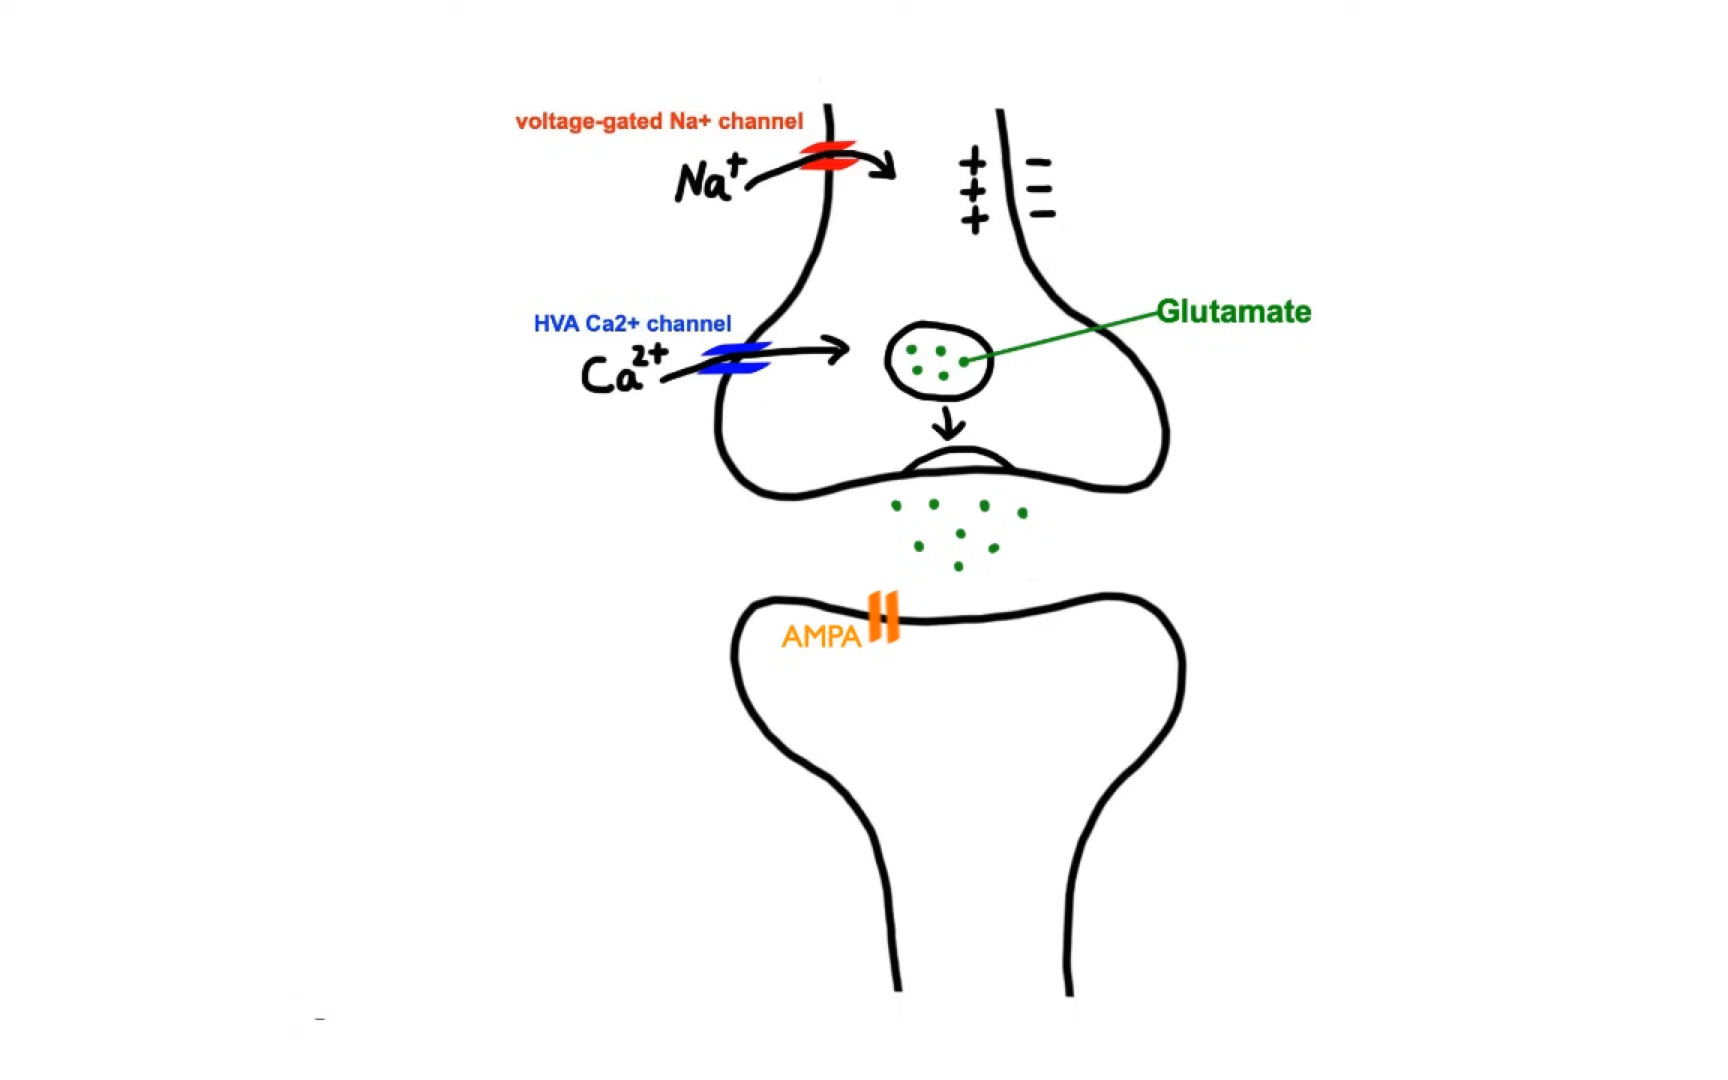 voltage-gated Na+ channel
Na+
+ −
+ −
+ −
Glutamate
HVA Ca2+ channel
Ca2+
AMPA